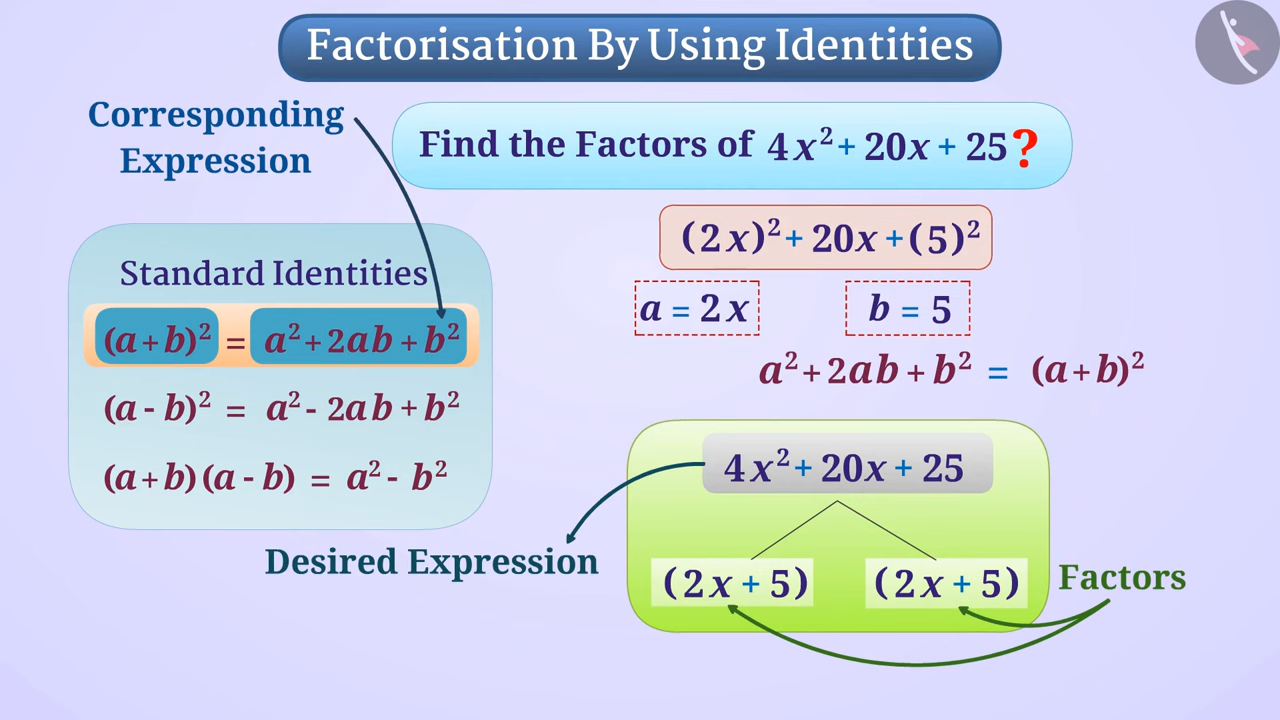 Factorisation By Using Identities
Corresponding
Expression
Find the Factors of 4x² + 20x + 25?
Standard Identities
(a+b)² = a²+2ab+b²
(a-b)² = a²-2ab+b²
(a+b)(a-b) = a²-b²
(2x)²+20x+(5)²
a = 2x
b = 5
a²+2ab+b² = (a+b)²
4x²+20x+25
Desired Expression
(2x+5)
(2x+5)
Factors